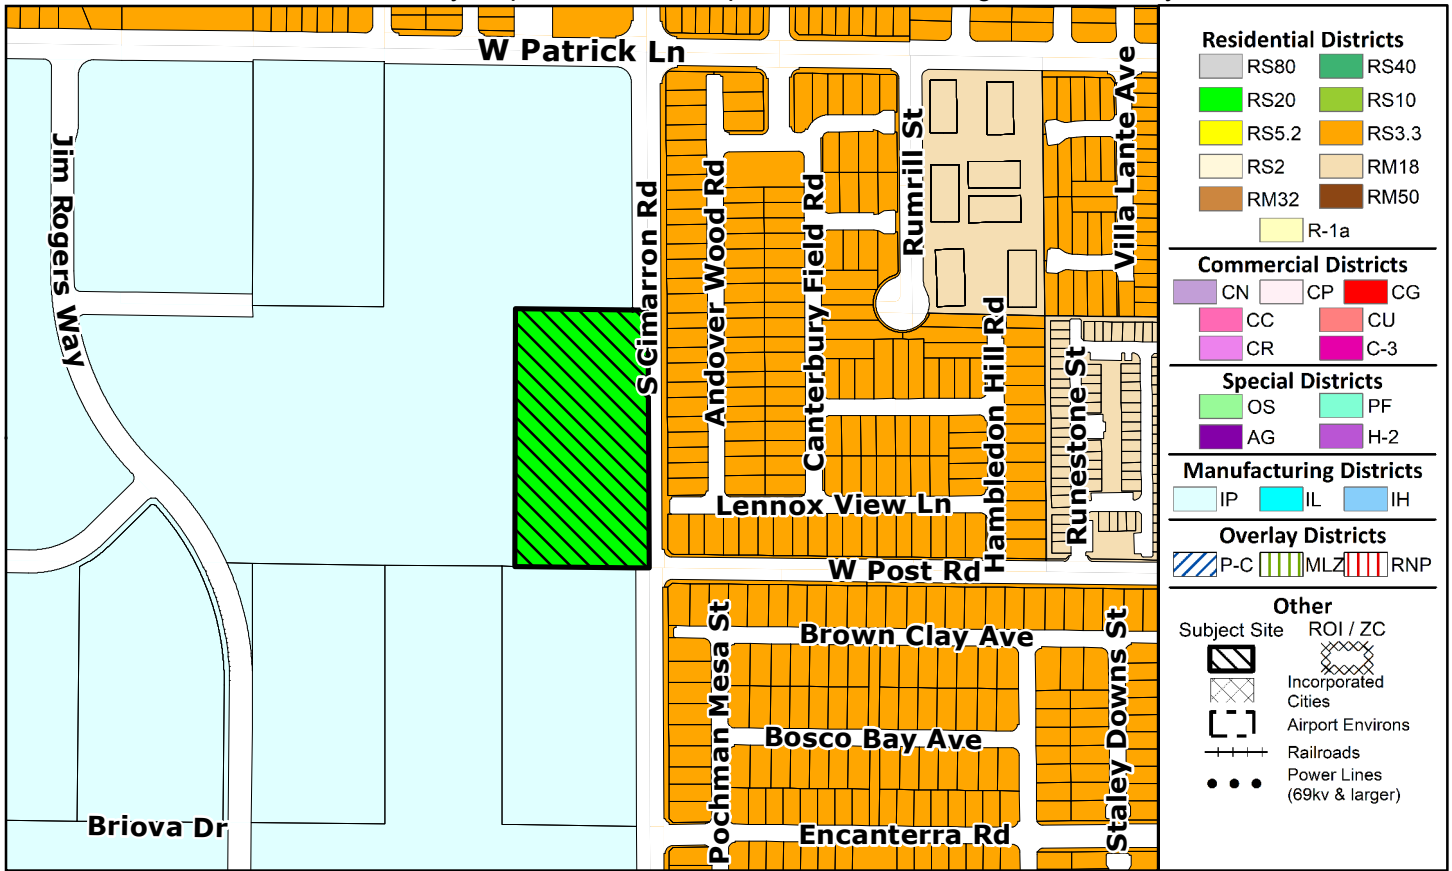 W Patrick Ln
Jim Rogers Way
S Cimarron Rd
Andover Wood Rd
Canterbury Field Rd
Rumrill St
Villa Lante Ave
Hambledon Hill Rd
Runestone St
Lennox View Ln
W Post Rd
Brown Clay Ave
Pochman Mesa St
Bosco Bay Ave
Staley Downs St
Encanterra Rd
Briova Dr
Residential Districts
RS80 RS40
RS20 RS10
RS5.2 RS3.3
RS2 RM18
RM32 RM50
R-1a
Commercial Districts
CN CP CG
CC CU
CR C-3
Special Districts
OS PF
AG H-2
Manufacturing Districts
IP IL IH
Overlay Districts
P-C MLZ RNP
Other
Subject Site ROI / ZC
Incorporated
Cities
Airport Environs
Railroads
Power Lines
(69kv & larger)